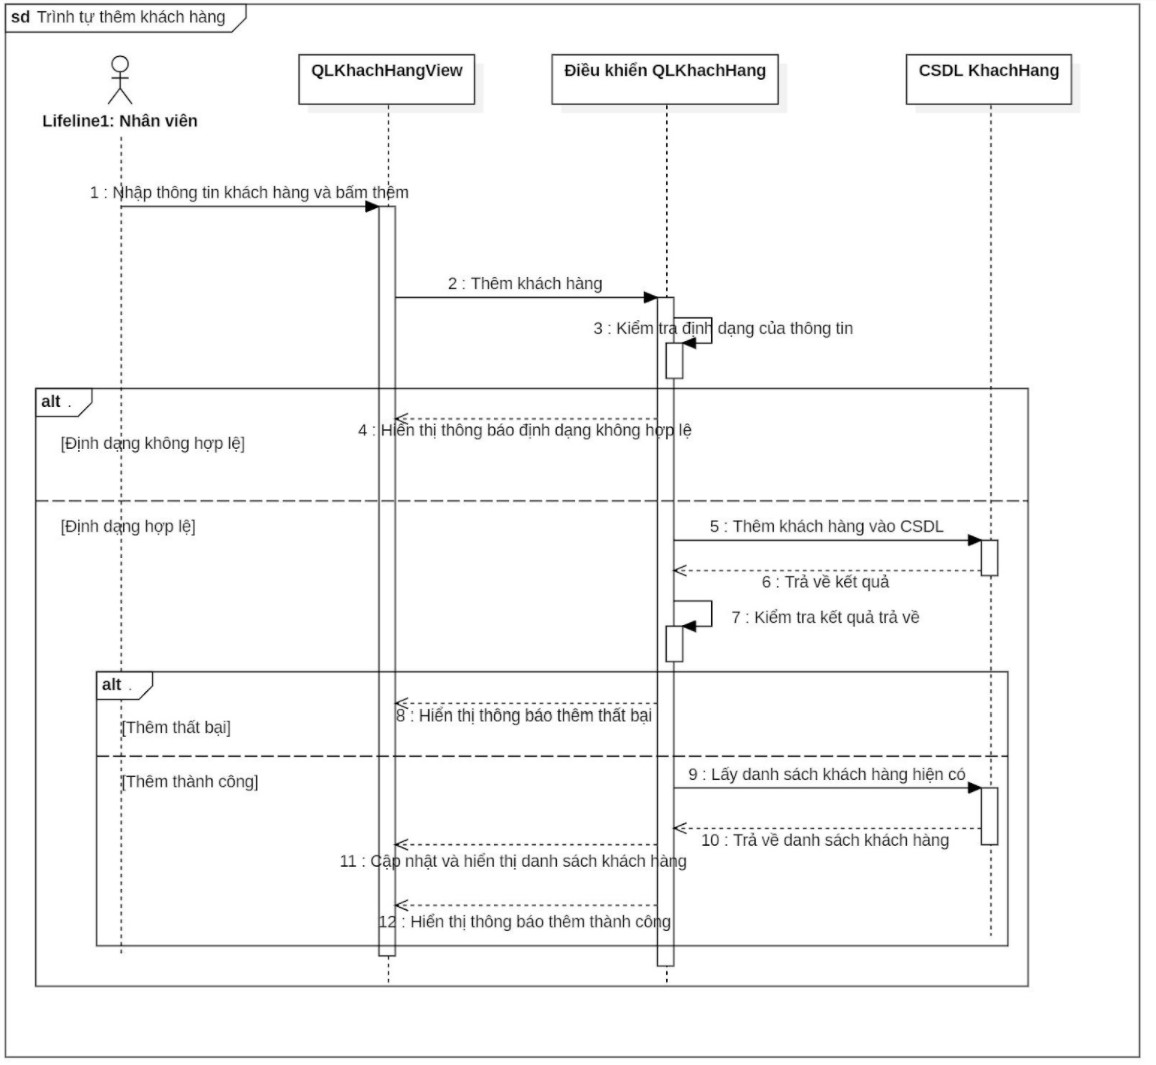 sd Trình tự thêm khách hàng
QLKhachHangView
Điều khiển QLKhachHang
CSDL KhachHang
Lifeline1: Nhân viên
1 : Nhập thông tin khách hàng và bấm thêm
2 : Thêm khách hàng
3 : Kiểm tra định dạng của thông tin
alt .
4 : Hiển thị thông báo định dạng không hợp lệ
[Định dạng không hợp lệ]
[Định dạng hợp lệ]
5 : Thêm khách hàng vào CSDL
6 : Trả về kết quả
7 : Kiểm tra kết quả trả về
alt .
8 : Hiển thị thông báo thêm thất bại
[Thêm thất bại]
9 : Lấy danh sách khách hàng hiện có
[Thêm thành công]
10 : Trả về danh sách khách hàng
11 : Cập nhật và hiển thị danh sách khách hàng
12 : Hiển thị thông báo thêm thành công